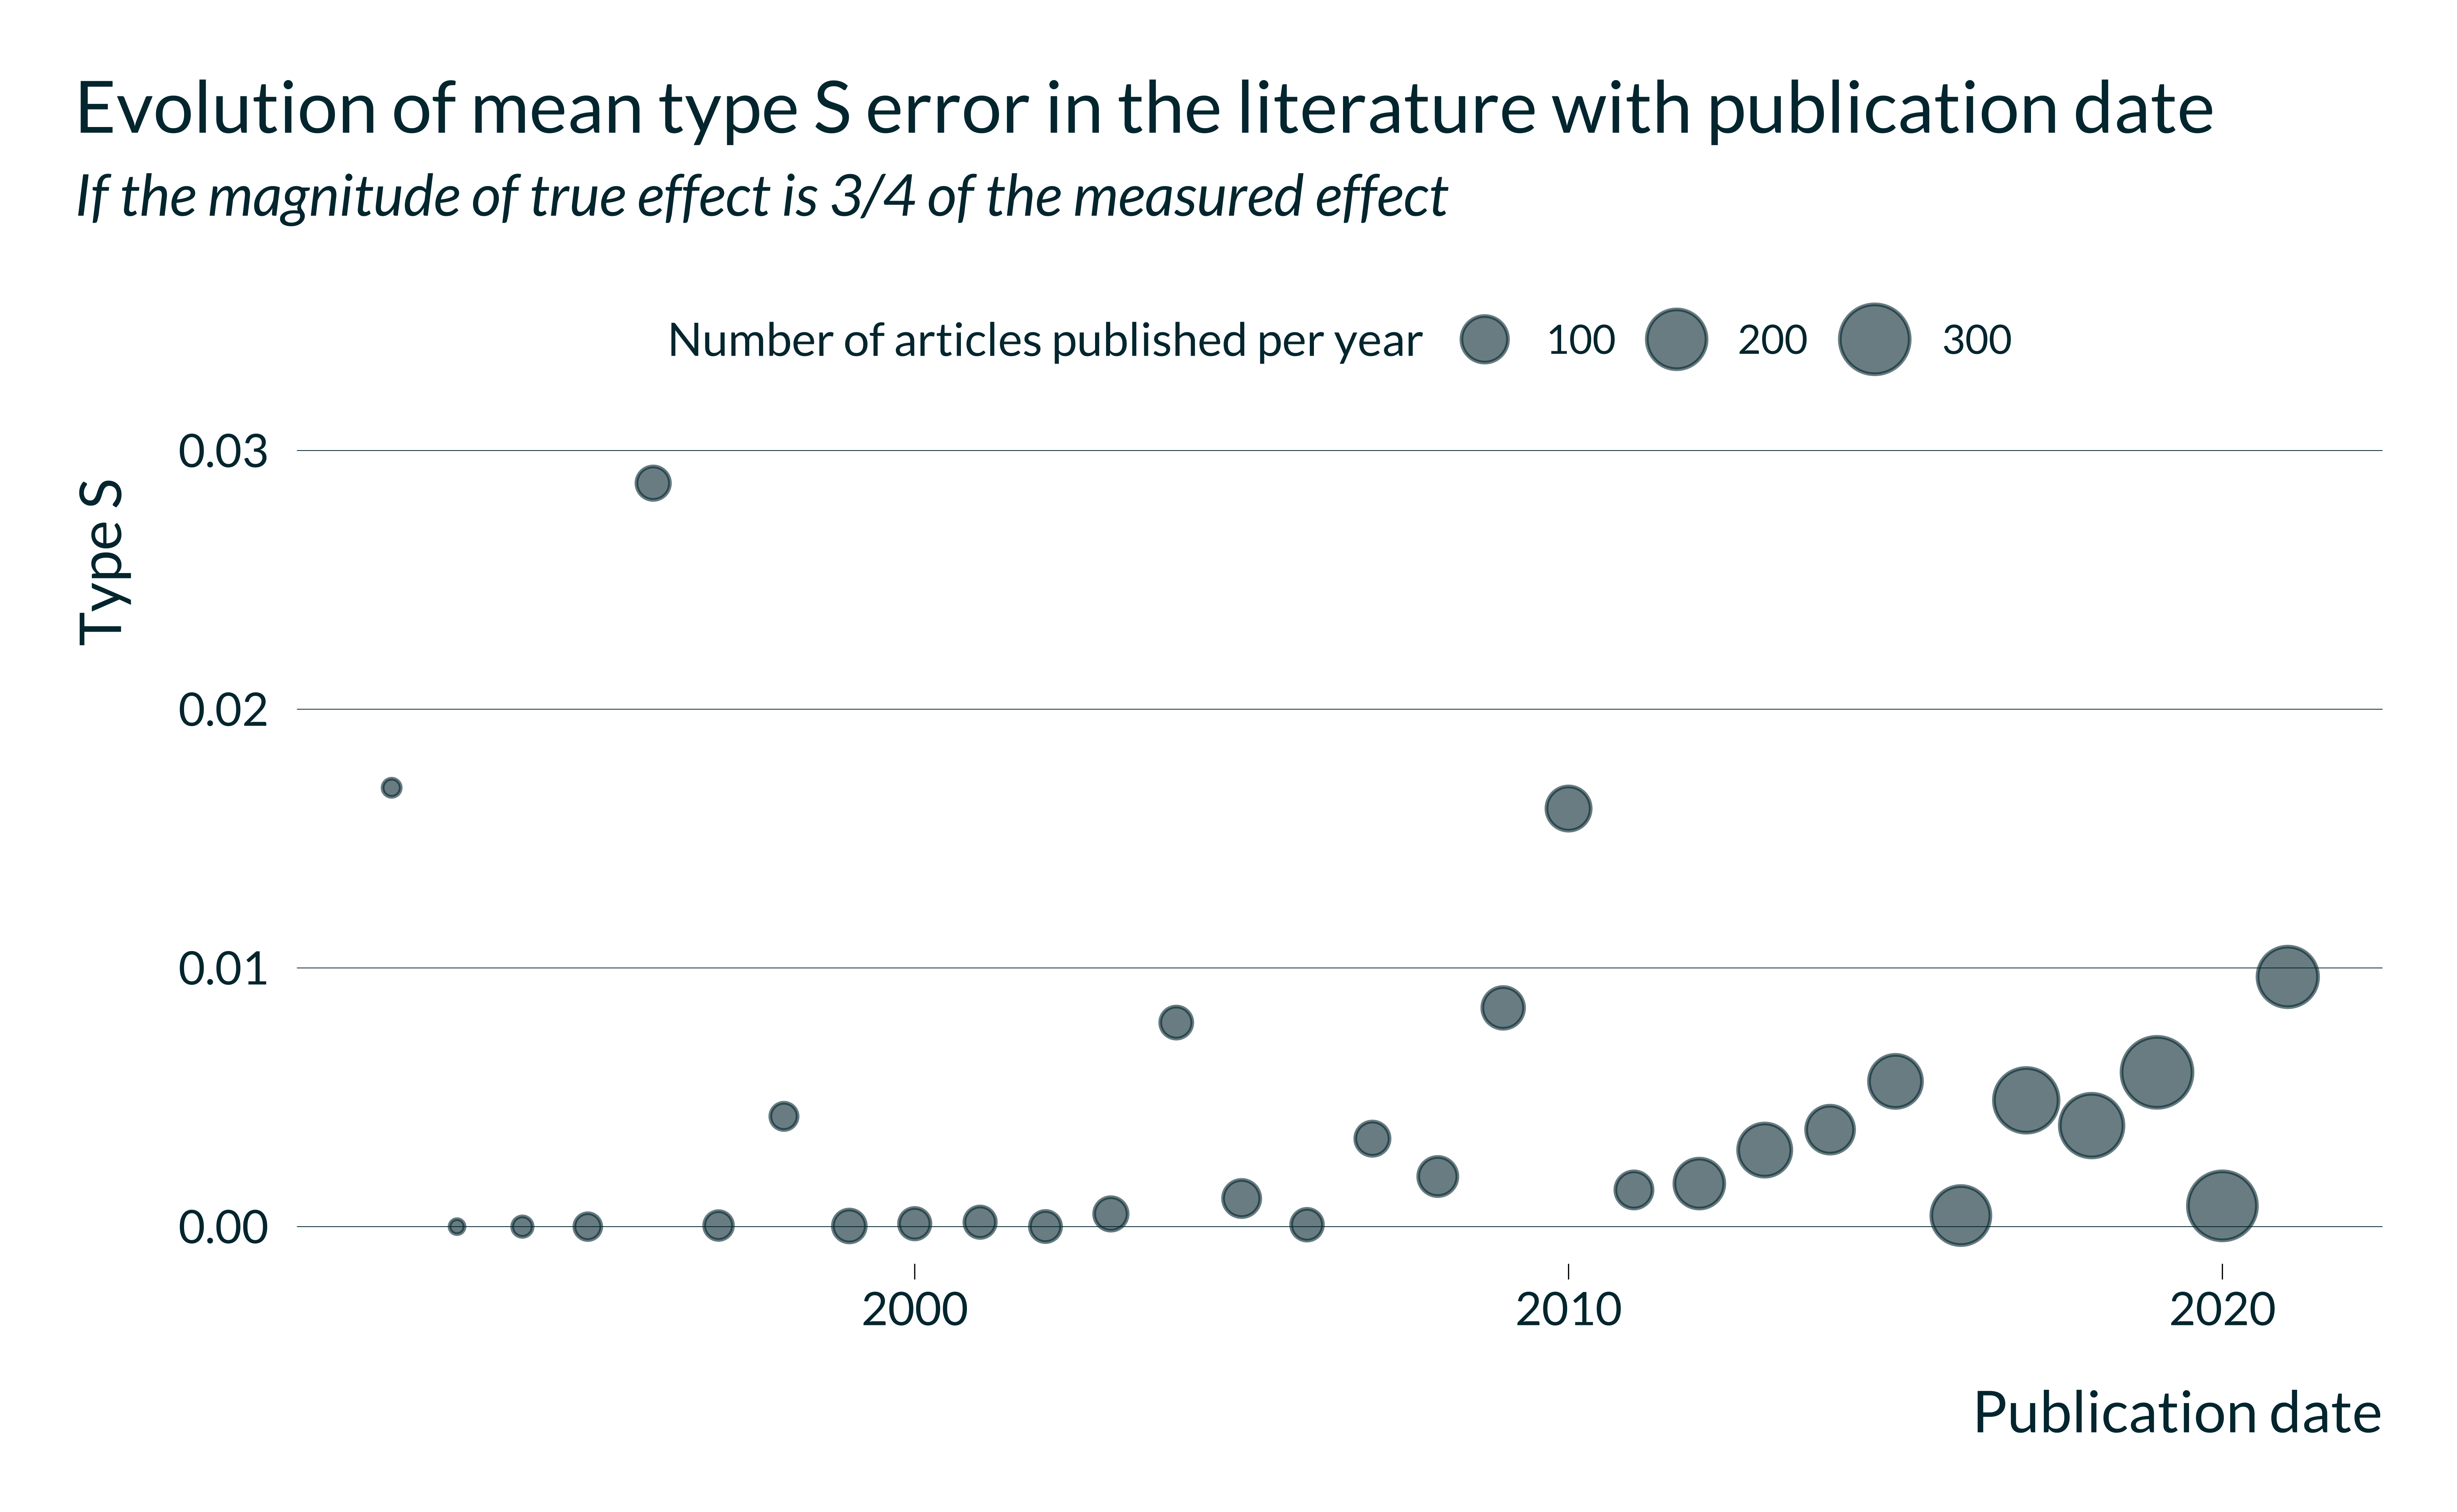 Evolution of mean type S error in the literature with publication date
If the magnitude of true effect is 3/4 of the measured effect
Number of articles published per year 100 200 300
Type S
0.03
0.02
0.01
0.00
2000 2010 2020
Publication date